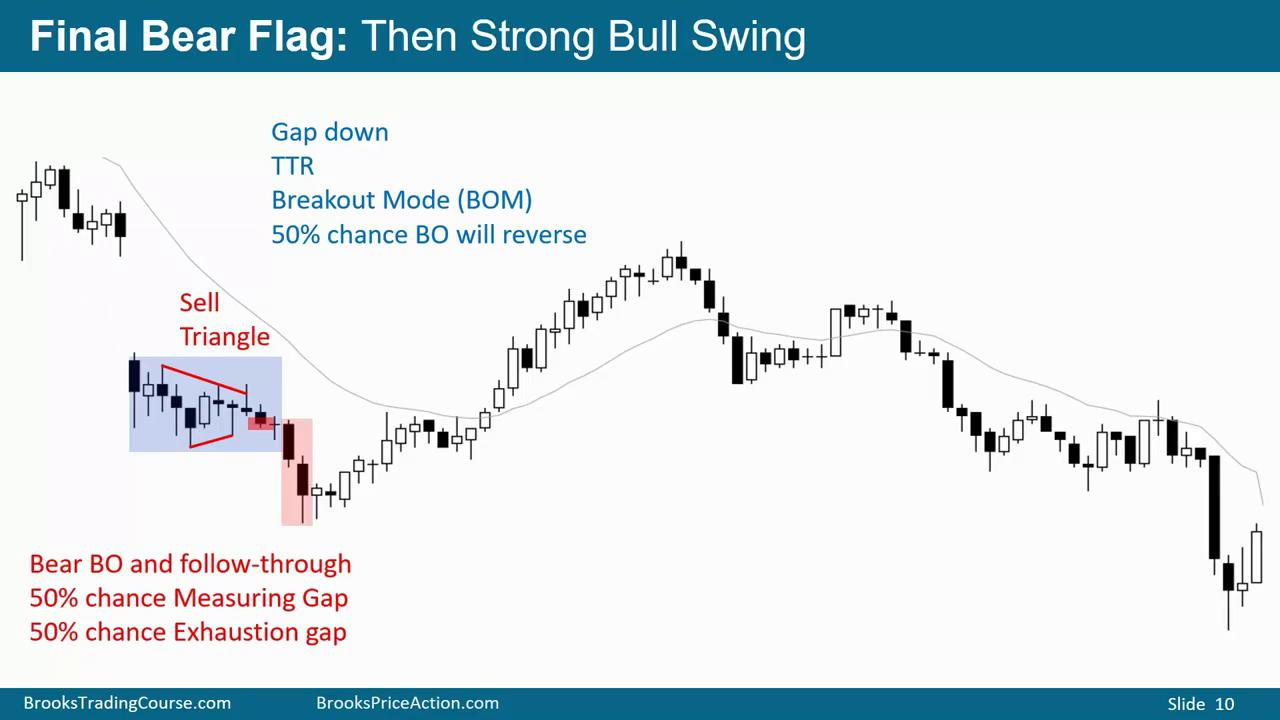 Final Bear Flag: Then Strong Bull Swing
Gap down
TTR
Breakout Mode (BOM)
50% chance BO will reverse
Sell
Triangle
Bear BO and follow-through
50% chance Measuring Gap
50% chance Exhaustion gap
BrooksTradingCourse.com
BrooksPriceAction.com
Slide 10